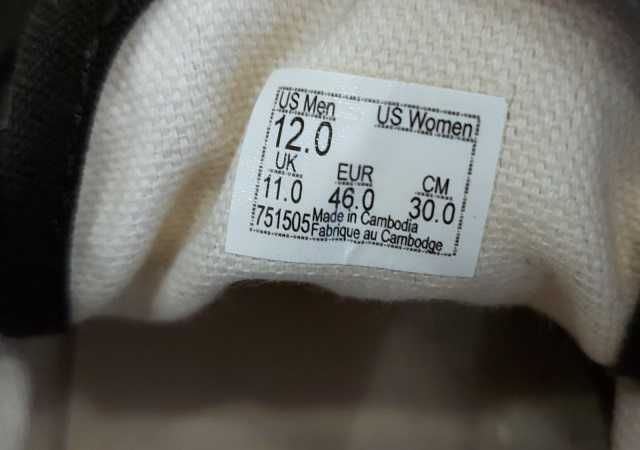 US Men US Women
12.0
UK EUR CM
11.0 46.0 30.0
751505 Made in Cambodia
Fabrique au Cambodge